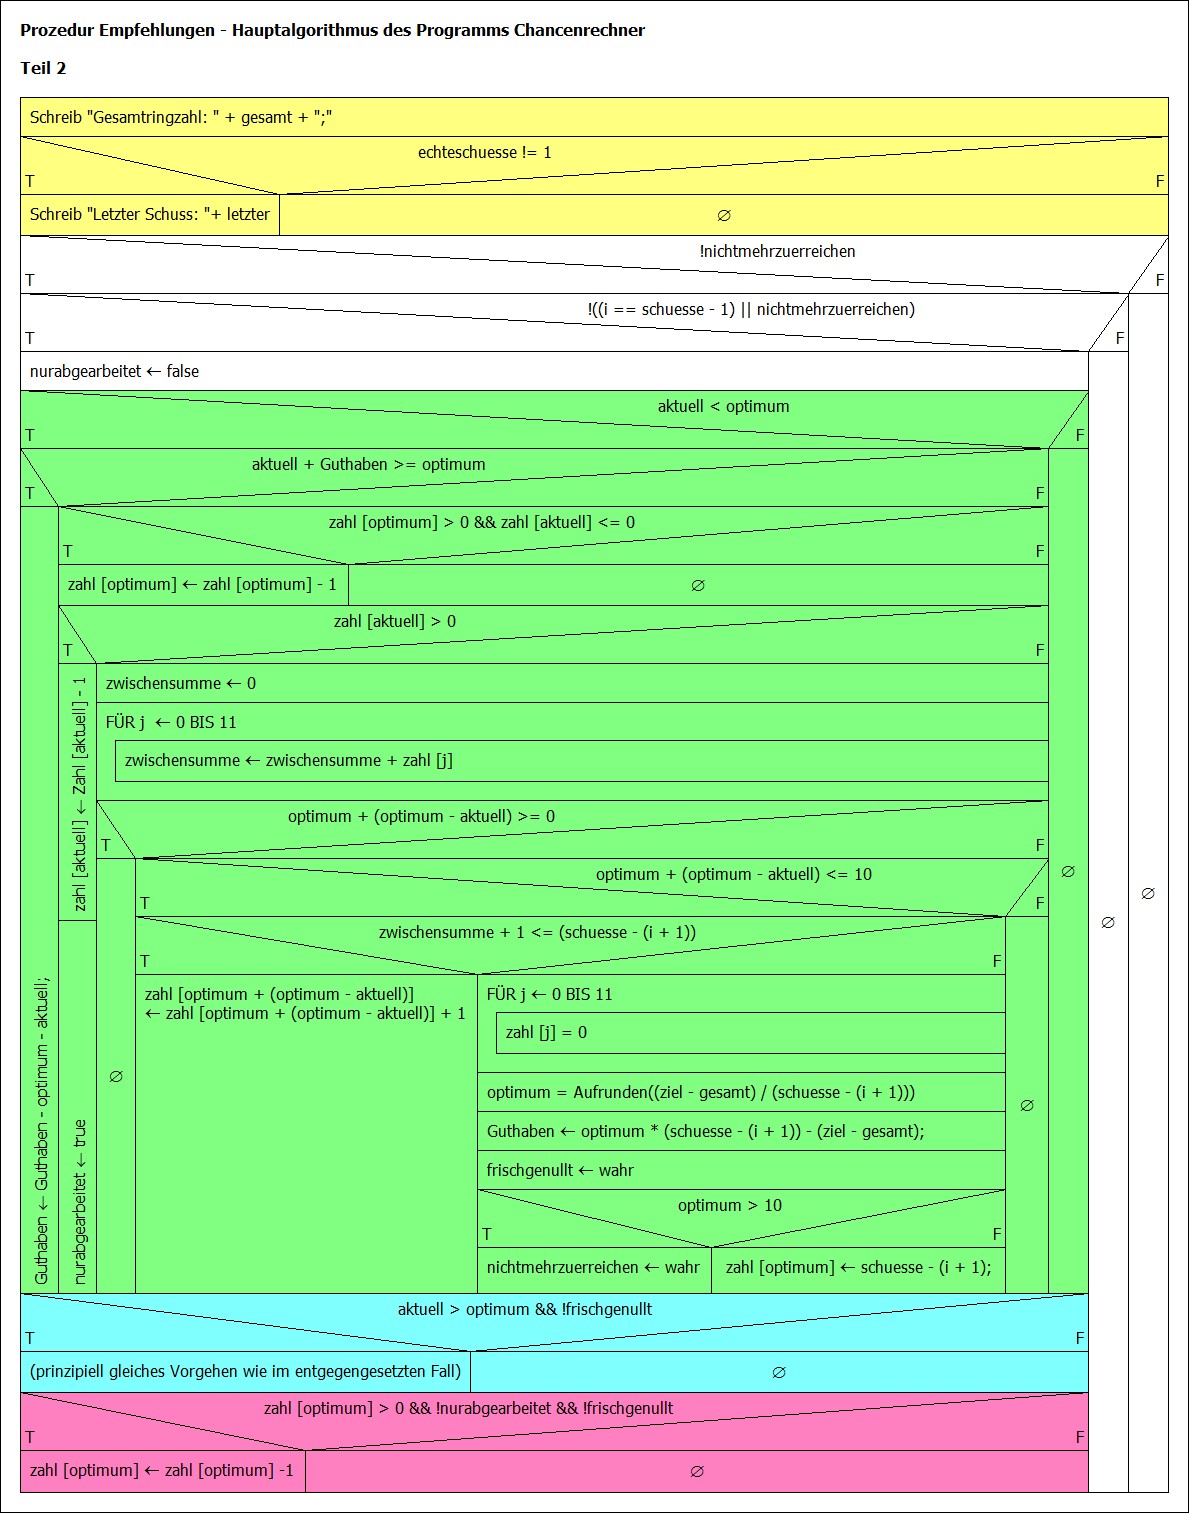 Prozedur Empfehlungen - Hauptalgorithmus des Programms Chancenrechner
Teil 2
Schreib "Gesamtringzahl: " + gesamt + ";"
echteschuesse != 1
T
F
Schreib "Letzter Schuss: "+ letzter
∅
!nichtmehrzuerreichen
T
F
!((i == schuesse - 1) || nichtmehrzuerreichen)
T
F
nurabgearbeitet ← false
aktuell < optimum
T
F
aktuell + Guthaben >= optimum
T
F
zahl [optimum] > 0 && zahl [aktuell] <= 0
T
F
zahl [optimum] ← zahl [optimum] - 1
∅
zahl [aktuell] > 0
T
F
zwischensumme ← 0
FÜR j ← 0 BIS 11
zwischensumme ← zwischensumme + zahl [j]
zahl [aktuell] ← Zahl [aktuell] - 1
optimum + (optimum - aktuell) >= 0
T
F
optimum + (optimum - aktuell) <= 10
T
F
∅
∅
∅
zwischensumme + 1 <= (schuesse - (i + 1))
T
F
zahl [optimum + (optimum - aktuell)]
← zahl [optimum + (optimum - aktuell)] + 1
FÜR j ← 0 BIS 11
zahl [j] = 0
∅
optimum = Aufrunden((ziel - gesamt) / (schuesse - (i + 1)))
∅
Guthaben ← optimum * (schuesse - (i + 1)) - (ziel - gesamt);
frischgenullt ← wahr
Guthaben ← Guthaben - optimum - aktuell;
nurabgearbeitet ← true
optimum > 10
T
F
nichtmehrzuerreichen ← wahr
zahl [optimum] ← schuesse - (i + 1);
aktuell > optimum && !frischgenullt
T
F
(prinzipiell gleiches Vorgehen wie im entgegengesetzten Fall)
∅
zahl [optimum] > 0 && !nurabgearbeitet && !frischgenullt
T
F
zahl [optimum] ← zahl [optimum] -1
∅